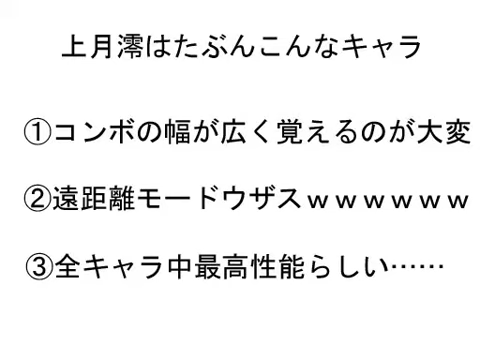 上月澪はたぶんこんなキャラ
①コンボの幅が広く覚えるのが大変
②遠距離モードウザスｗｗｗｗｗｗ
③全キャラ中最高性能らしい……